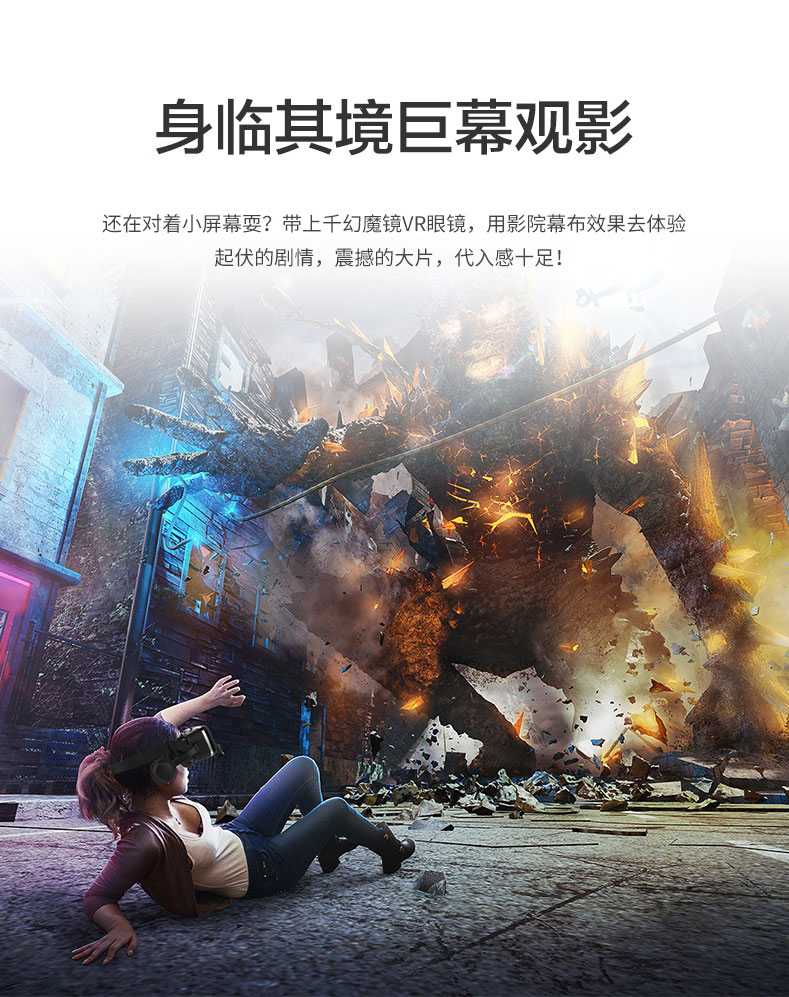 身临其境巨幕观影
还在对着小屏幕耍？带上千幻魔镜VR眼镜，用影院幕布效果去体验
起伏的剧情，震撼的大片，代入感十足！